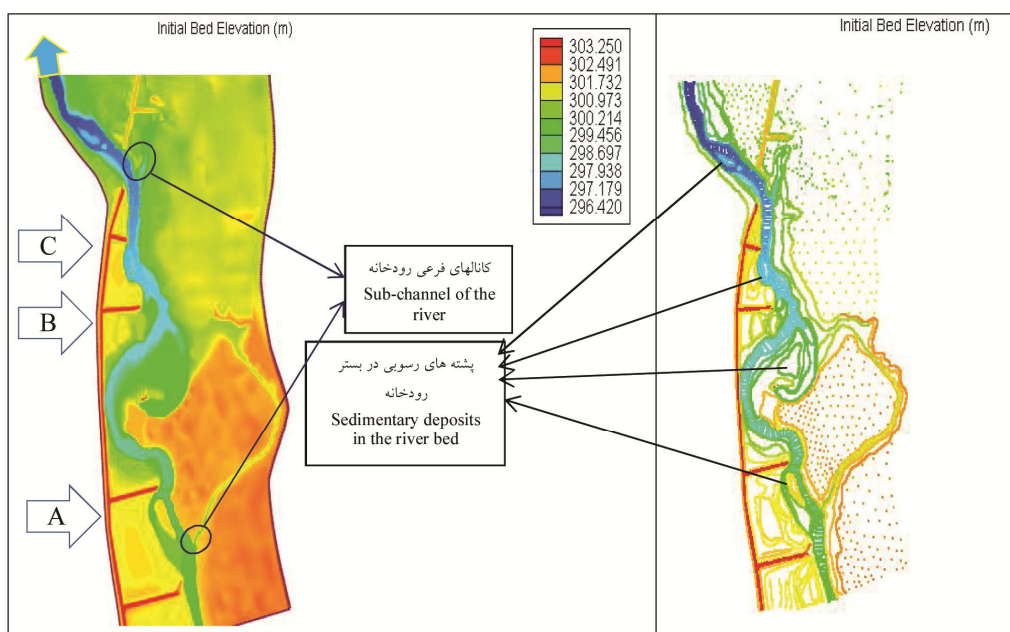 Initial Bed Elevation (m)
Initial Bed Elevation (m)
303.250
302.491
301.732
300.973
300.214
299.456
298.697
297.938
297.179
296.420
C
B
A
کانالهای فرعی رودخانه
Sub-channel of the
river
پشته های رسوبی در بستر
رودخانه
Sedimentary deposits
in the river bed